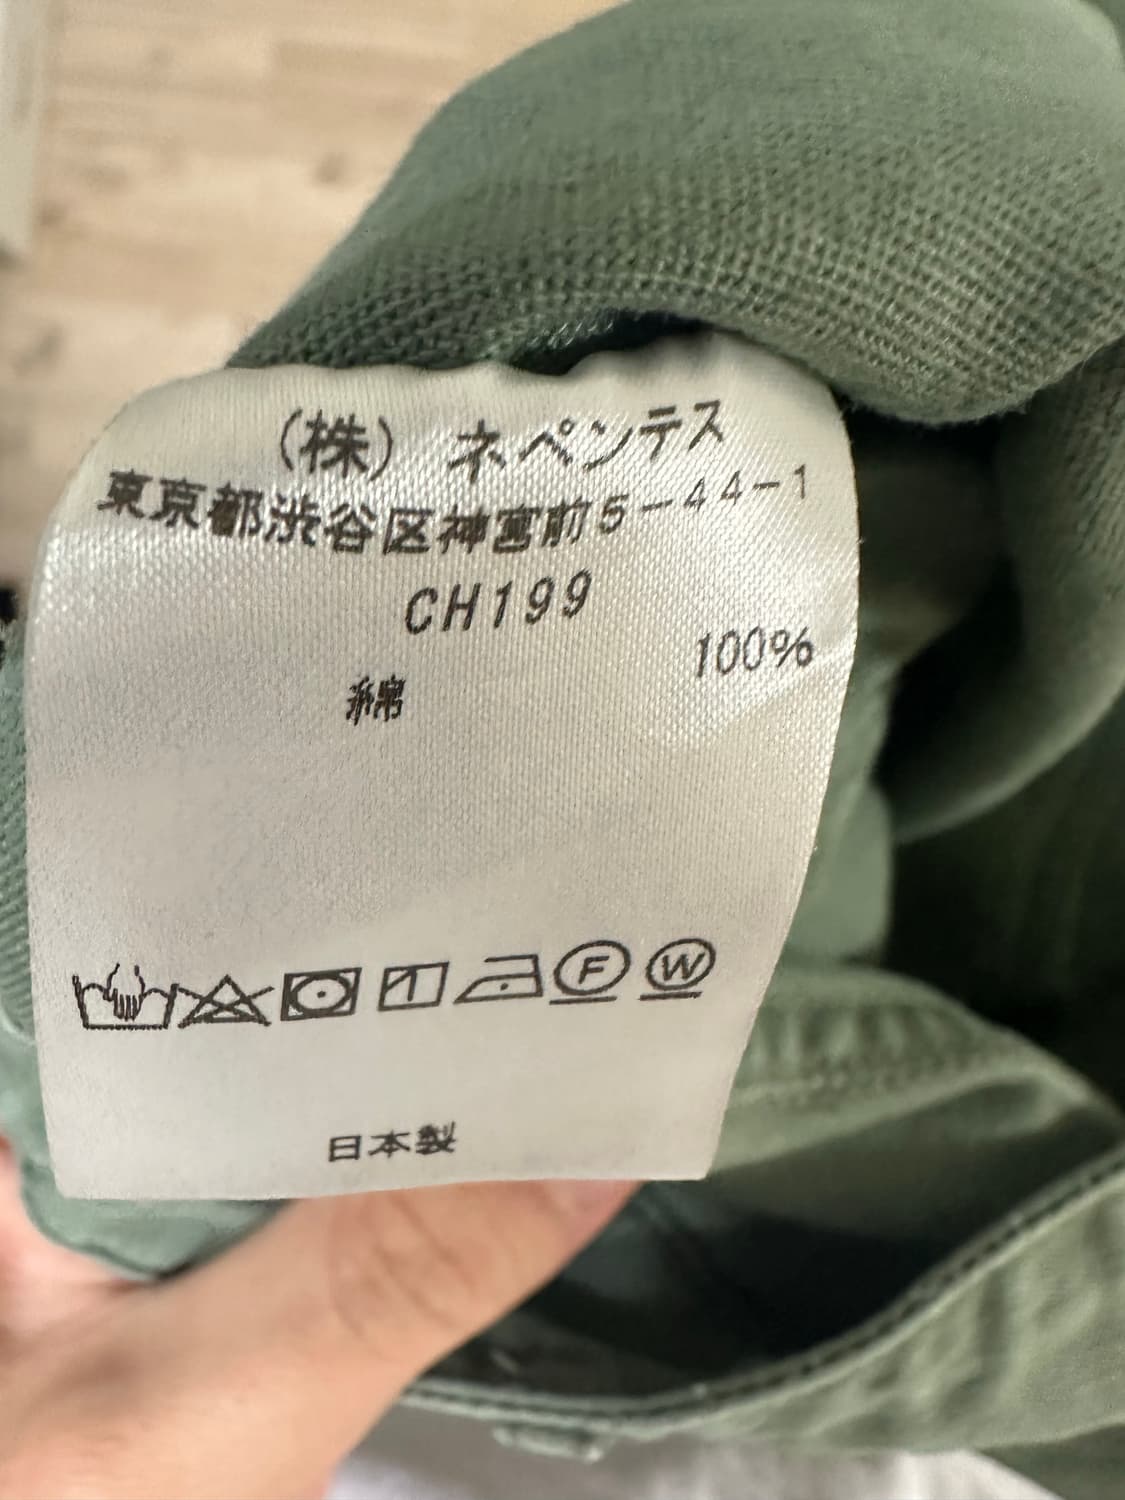 （株）ネペンテス
東京都渋谷区神宮前5-44-1
CH199
綿 100%
F W
日本製